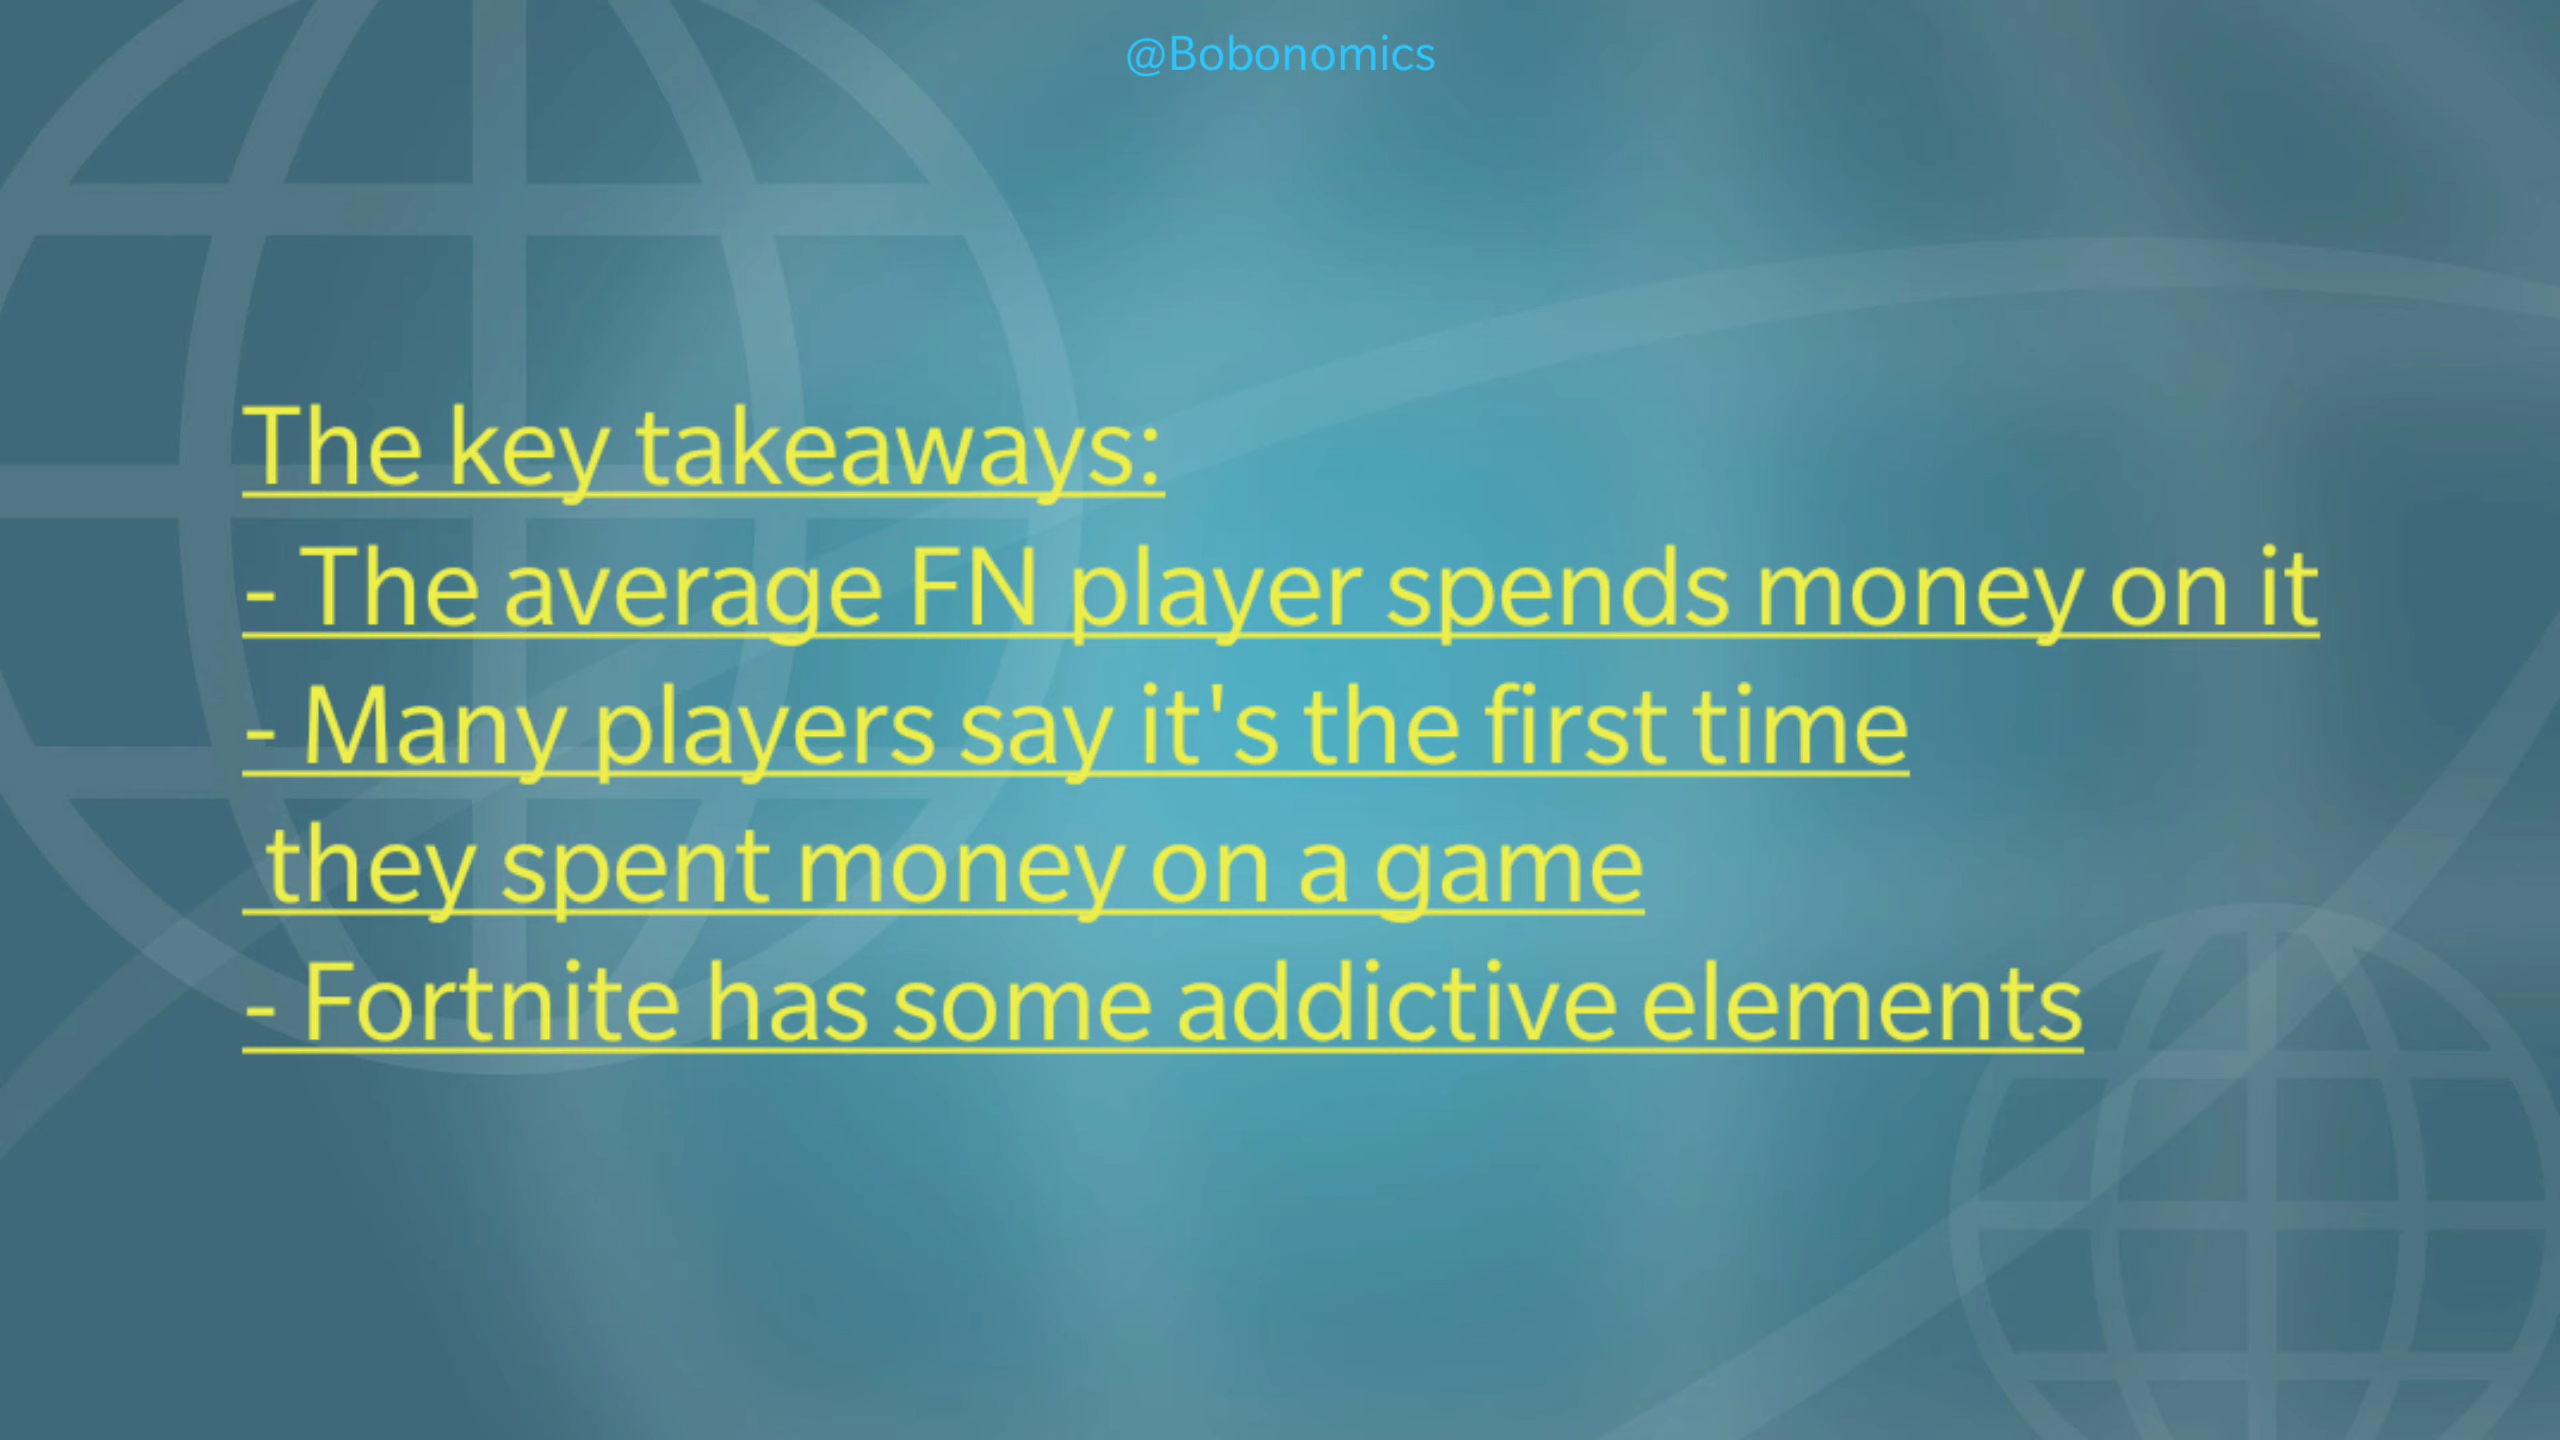 @Bobonomics
The key takeaways:
- The average FN player spends money on it
- Many players say it's the first time
they spent money on a game
- Fortnite has some addictive elements